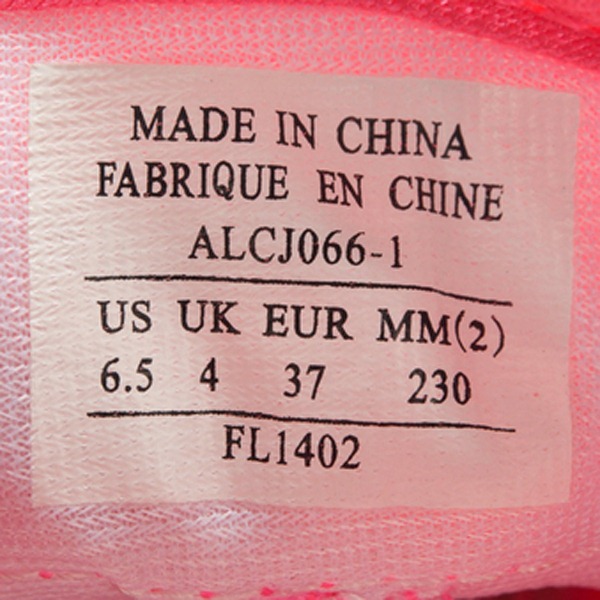 MADE IN CHINA
FABRIQUE EN CHINE
ALCJ066-1
US UK EUR MM(2)
6.5 4 37 230
FL1402